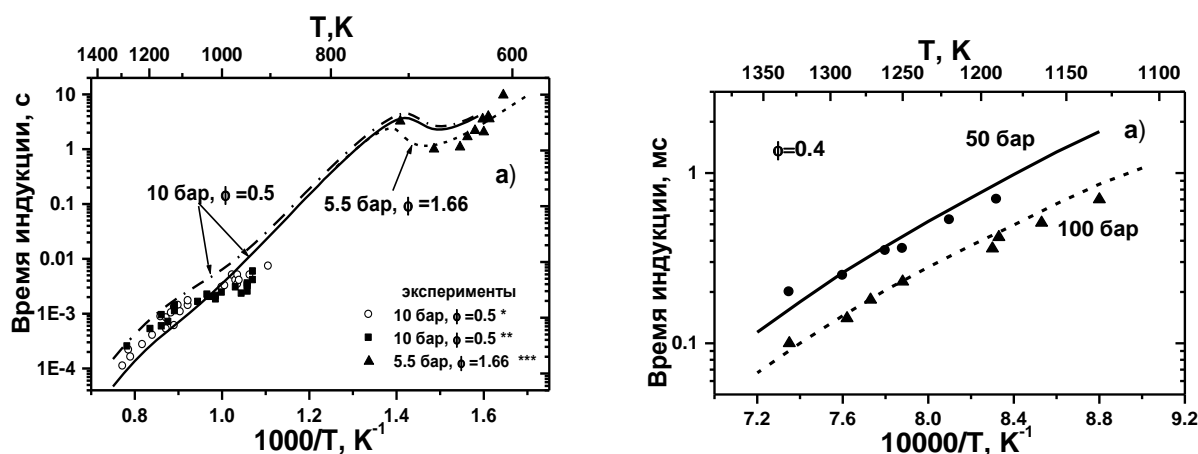 T,K
1400 1200 1000 800 600
Время индукции, с
10
1
0.1
0.01
1E-3
1E-4
10 бар, ϕ =0.5
5.5 бар, ϕ =1.66
a)
эксперименты
10 бар, ϕ =0.5 *
10 бар, ϕ =0.5 **
5.5 бар, ϕ =1.66 ***
0.8 1.0 1.2 1.4 1.6
1000/T, K-1
T, K
1350 1300 1250 1200 1150 1100
Время индукции, мс
1
0.1
ϕ=0.4
50 бар
a)
100 бар
7.2 7.6 8.0 8.4 8.8 9.2
10000/T, K-1